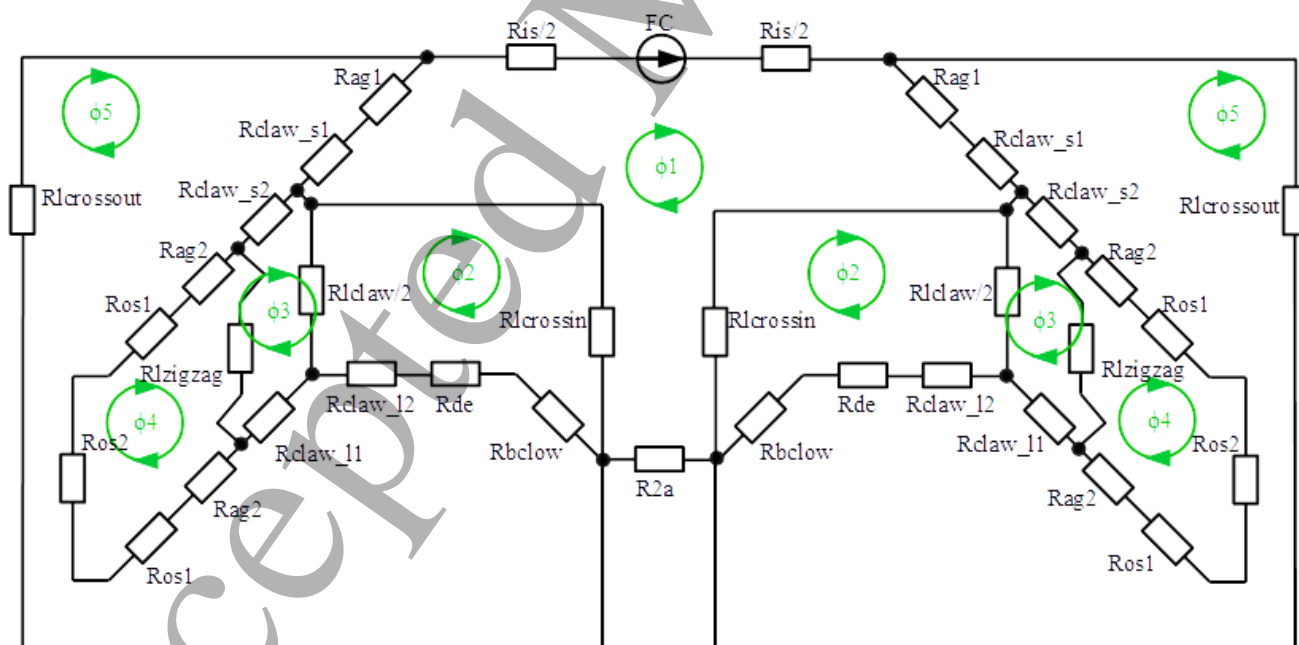 FC
Ris/2
Ris/2
Rag1
Rag1
ϕ5
ϕ5
Rclaw_s1
Rclaw_s1
ϕ1
Rclaw_s2
Rclaw_s2
Rlcrossout
Rlcrossout
Rag2
Rag2
ϕ2
ϕ2
Ros1
Ros1
ϕ3
ϕ3
Rlclaw/2
Rlclaw/2
Rlcrossin
Rlcrossin
Rlzigzag
Rlzigzag
Rclaw_l2
Rde
Rde
Rclaw_l2
ϕ4
ϕ4
Ros2
Ros2
Rclaw_l1
Rclaw_l1
Rbclow
Rbclow
R2a
Rag2
Rag2
Ros1
Ros1
cepted M